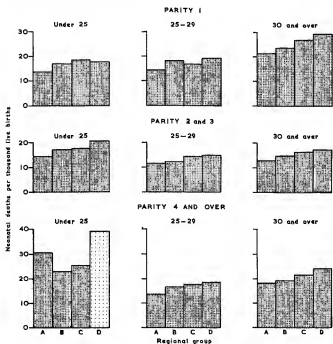 PARITY 1
Under 25
25–29
30 and over
30
20
10
0
PARITY 2 and 3
Under 25
25–29
30 and over
20
10
0
PARITY 4 AND OVER
Under 25
25–29
30 and over
40
30
20
10
0
A B C D
A B C D
A B C D
Regional group
Neonatal deaths per thousand live births